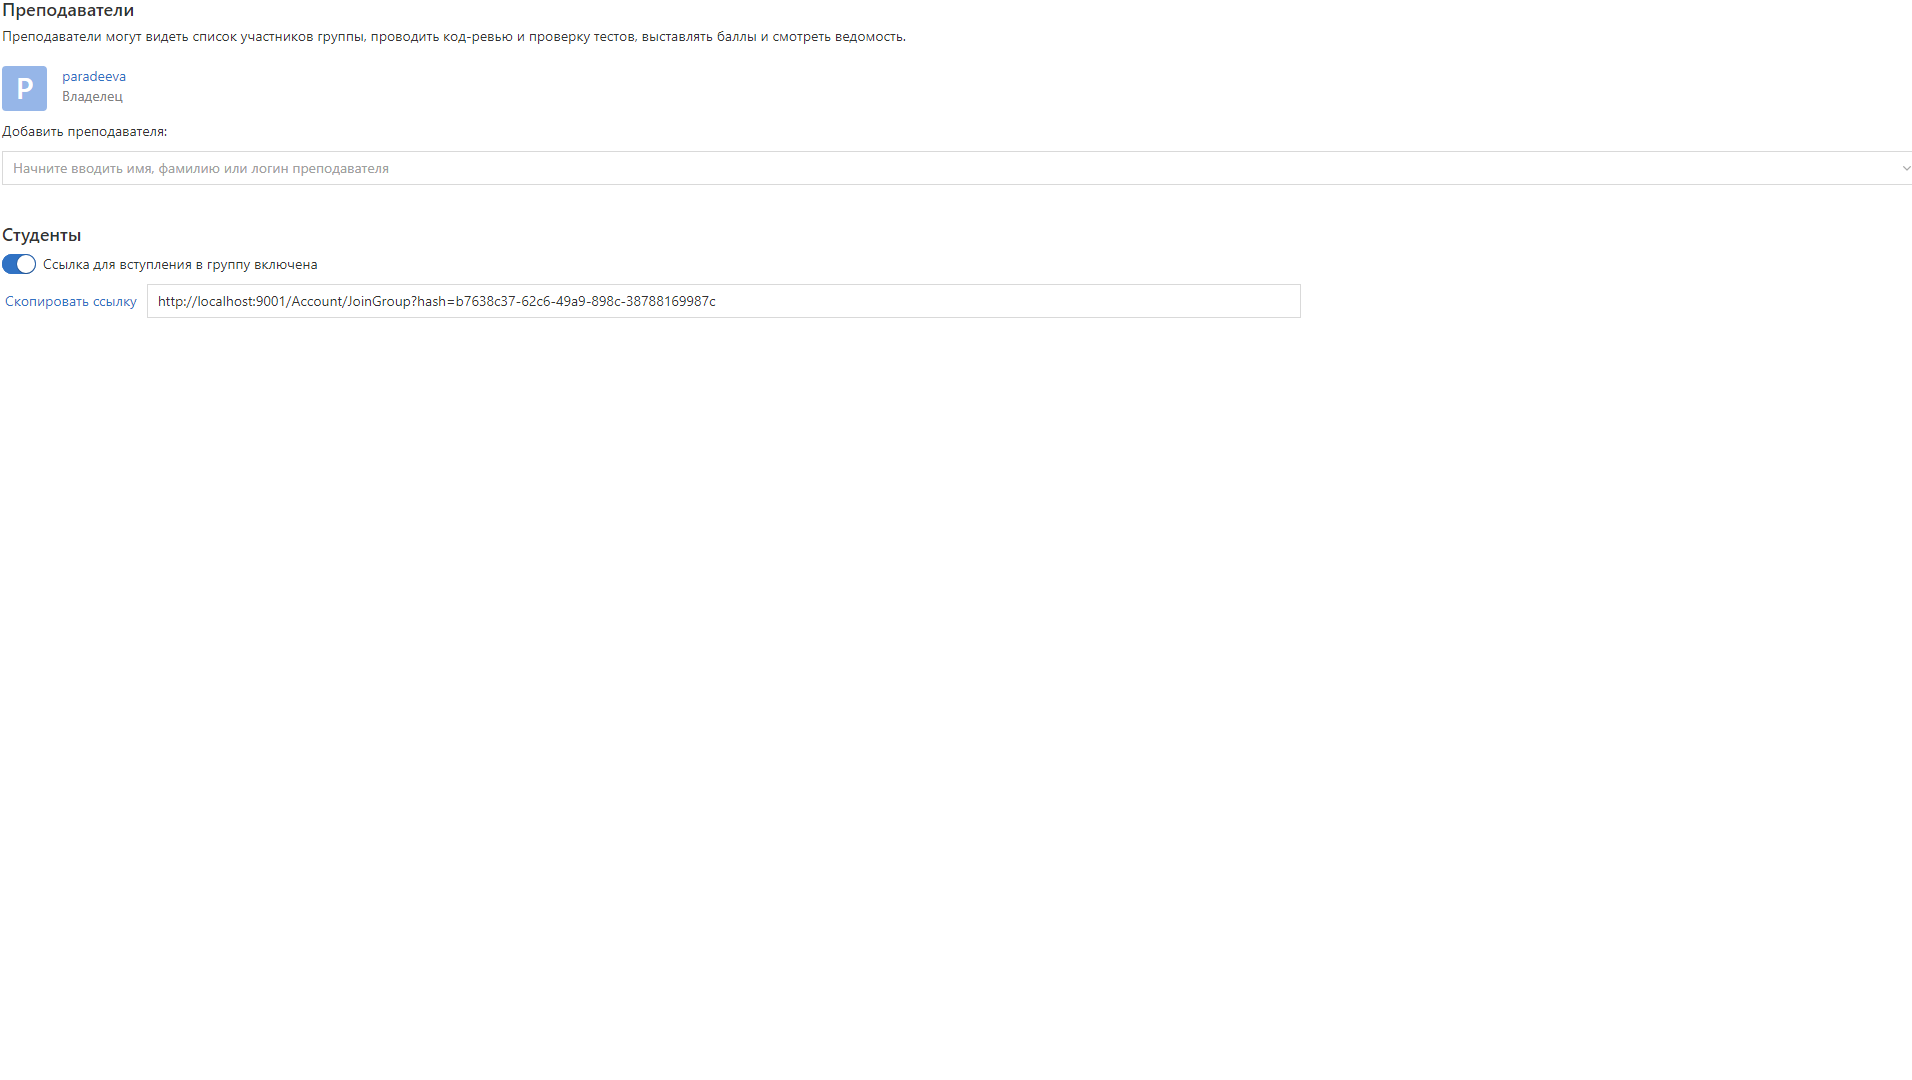 Преподаватели
Преподаватели могут видеть список участников группы, проводить код-ревью и проверку тестов, выставлять баллы и смотреть ведомость.
P
paradeeva
Владелец
Добавить преподавателя:
Начните вводить имя, фамилию или логин преподавателя
Студенты
Ссылка для вступления в группу включена
Скопировать ссылку http://localhost:9001/Account/JoinGroup?hash=b7638c37-62c6-49a9-898c-38788169987c